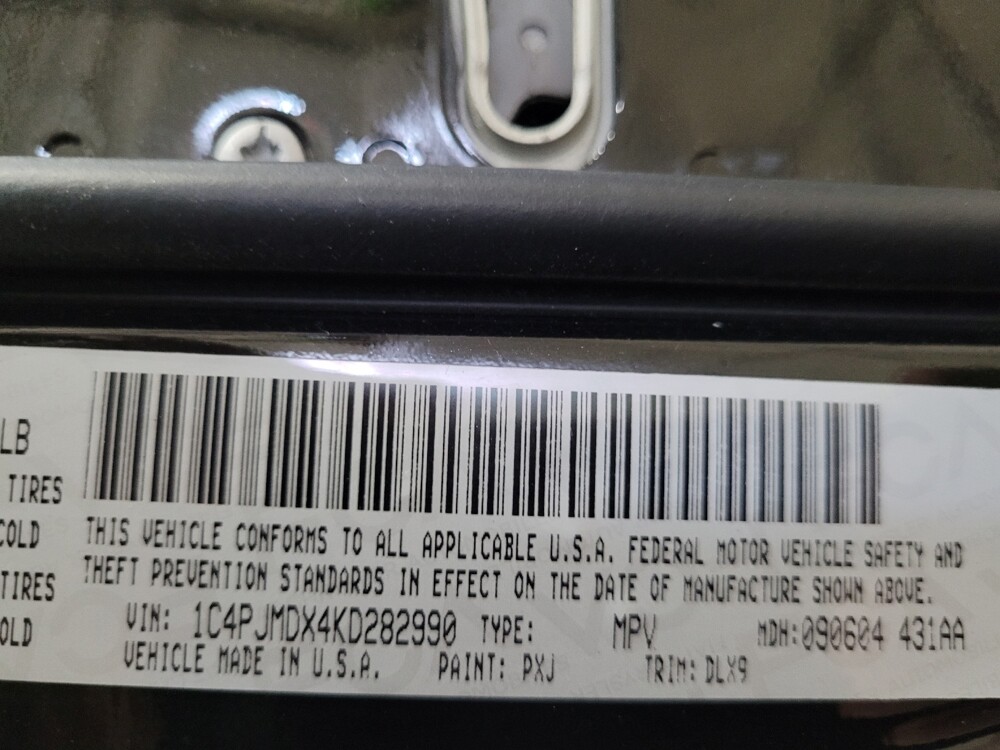 LB
TIRES
COLD
THIS VEHICLE CONFORMS TO ALL APPLICABLE U.S.A. FEDERAL MOTOR VEHICLE SAFETY AND
THEFT PREVENTION STANDARDS IN EFFECT ON THE DATE OF MANUFACTURE SHOWN ABOVE.
TIRES
OLD
VIN: 1C4PJMDX4KD282990 TYPE: MPV MDH:090604 431AA
VEHICLE MADE IN U.S.A. PAINT: PXJ TRIM: DLX9